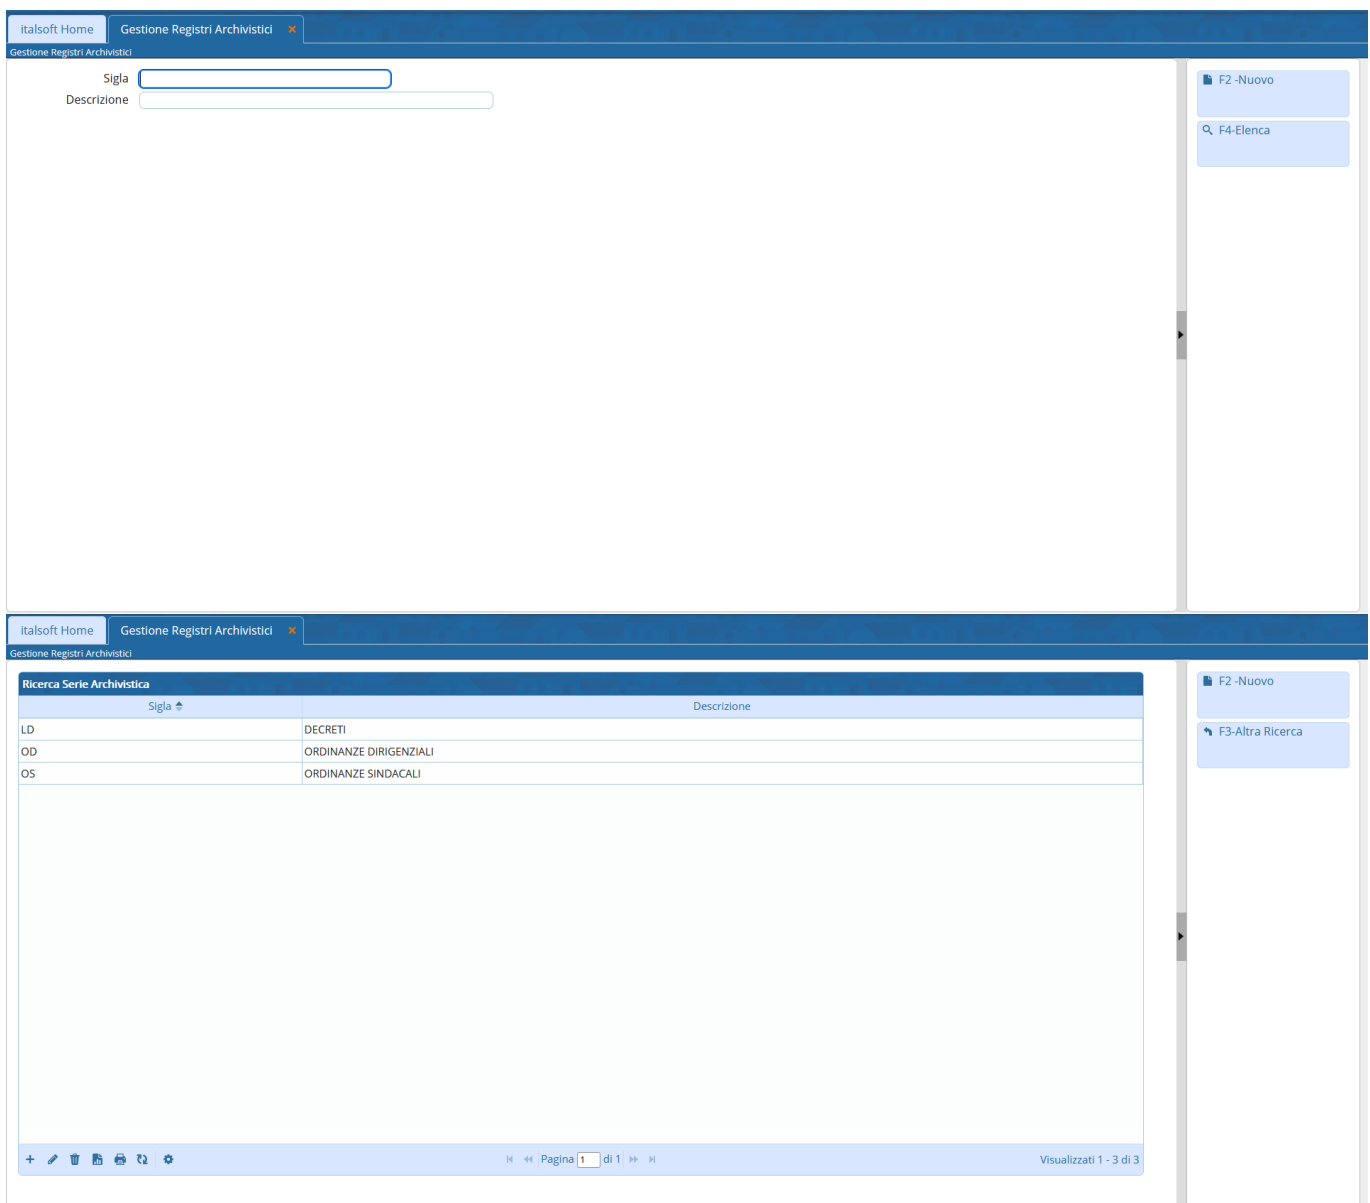 italsoft Home Gestione Registri Archivistici ×
Gestione Registri Archivistici
Sigla
Descrizione
F2 -Nuovo
F4-Elenca
italsoft Home Gestione Registri Archivistici ×
Gestione Registri Archivistici
Ricerca Serie Archivistica
Sigla Descrizione
LD DECRETI
OD ORDINANZE DIRIGENZIALI
OS ORDINANZE SINDACALI
Pagina 1 di 1 Visualizzati 1 - 3 di 3
F2 -Nuovo
F3-Altra Ricerca